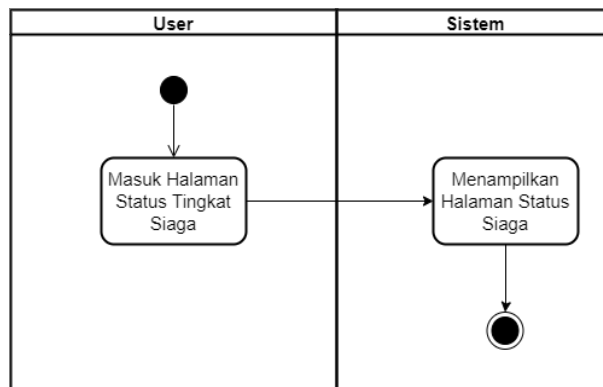 User
Sistem
Masuk Halaman
Status Tingkat
Siaga
Menampilkan
Halaman Status
Siaga